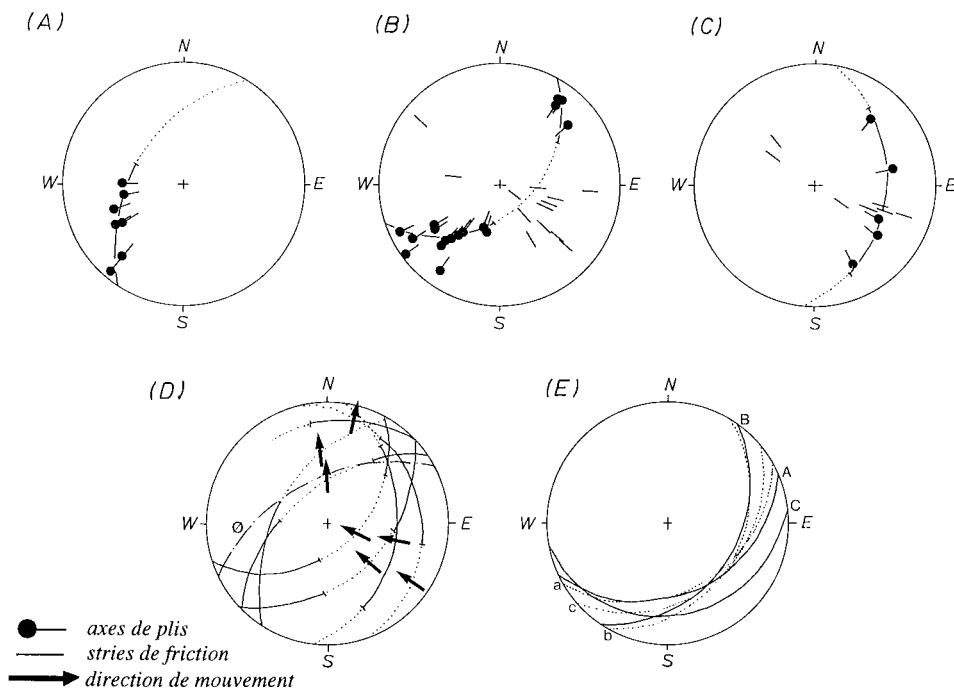 (A)
(B)
(C)
N
N
N
W
E
W
E
W
E
S
S
S
(D)
(E)
N
N
B
A
C
W
Ø
E
W
E
a
c
b
S
S
axes de plis
stries de friction
direction de mouvement